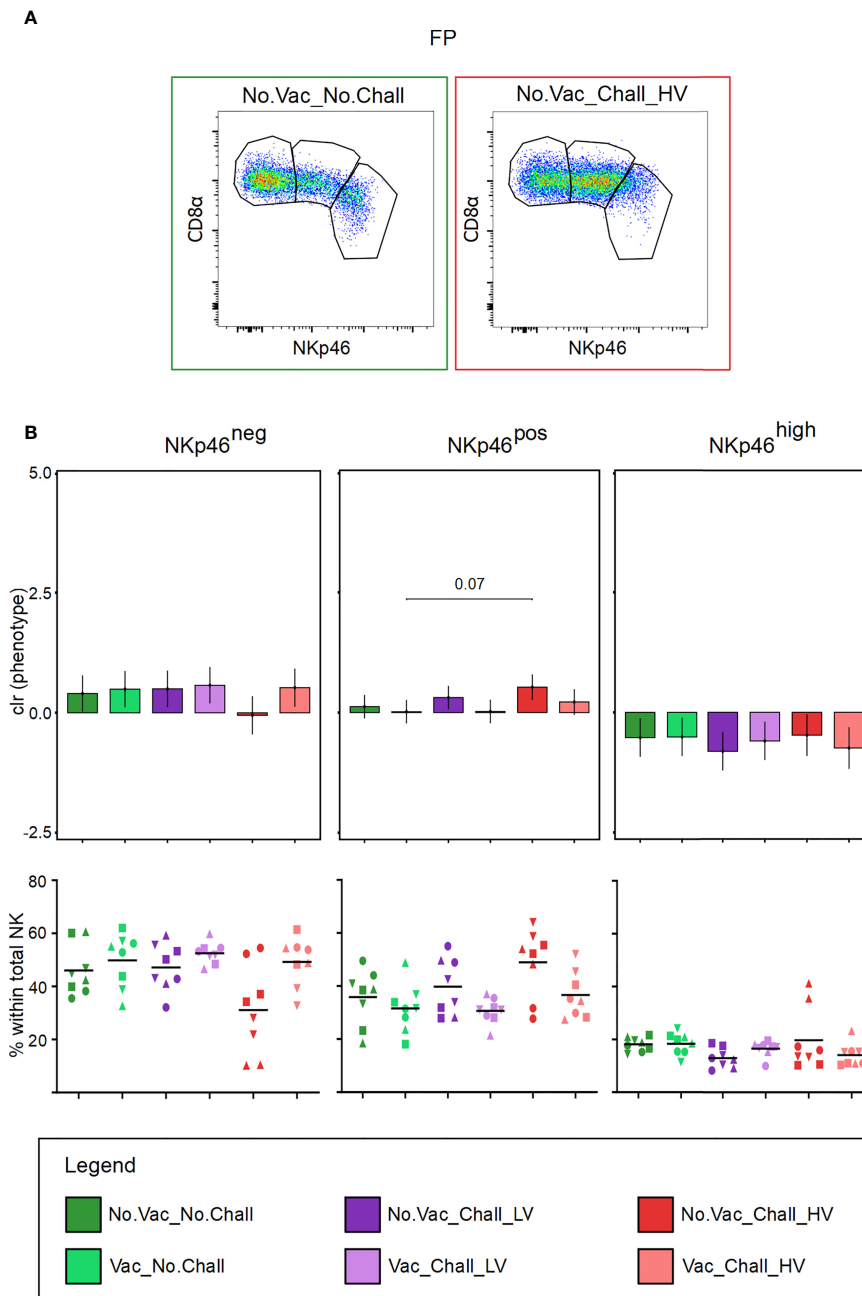 A
FP
No.Vac_No.Chall
No.Vac_Chall_HV
CD8α
CD8α
NKp46
NKp46
B
NKp46neg
NKp46pos
NKp46high
clr (phenotype)
5.0
2.5
0.0
-2.5
0.07
% within total NK
80
60
40
20
Legend
No.Vac_No.Chall
No.Vac_Chall_LV
No.Vac_Chall_HV
Vac_No.Chall
Vac_Chall_LV
Vac_Chall_HV